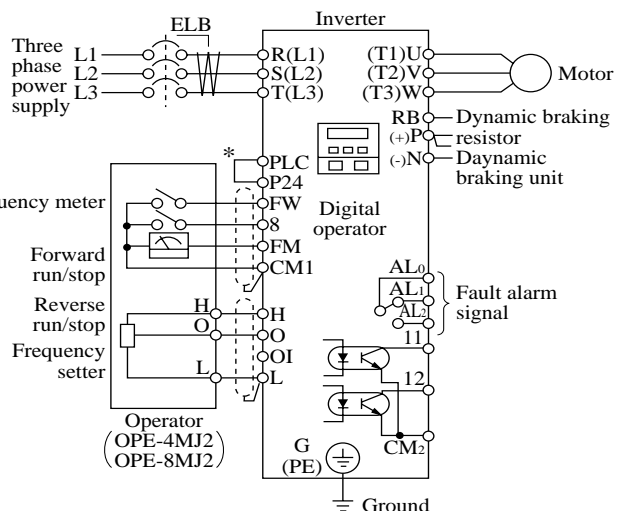 Inverter
ELB
Three
phase
power
supply
L1
L2
L3
R(L1)
S(L2)
T(L3)
(T1)U
(T2)V
(T3)W
Motor
RB
(+)P
(-)N
Dynamic braking
resistor
Daynamic
braking unit
*
PLC
P24
FW
8
FM
CM1
Digital
operator
uency meter
Forward
run/stop
Reverse
run/stop
Frequency
setter
H
O
L
H
O
OI
L
AL0
AL1
AL2
Fault alarm
signal
11
12
CM2
Operator
(OPE-4MJ2
OPE-8MJ2)
G
(PE)
Ground